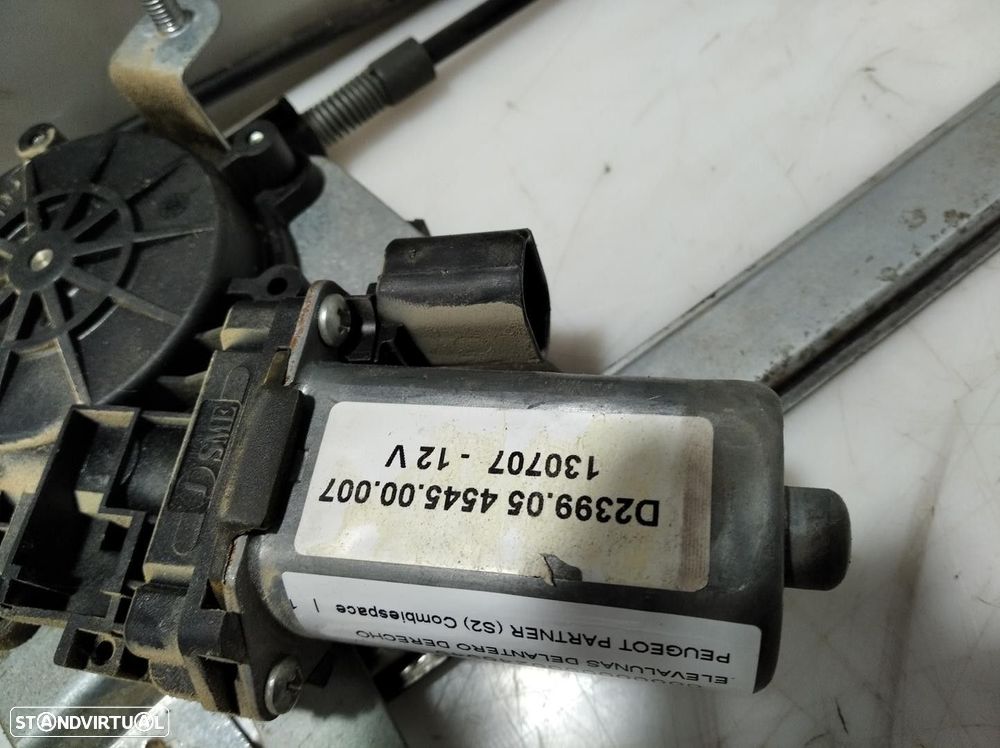 D2399.05 4545.00.007
130707 - 12 V
SMB
.ELEVALUNAS DELANTERO DERECHO
PEUGEOT PARTNER (S2) Combiespace
STANDVIRTUAL